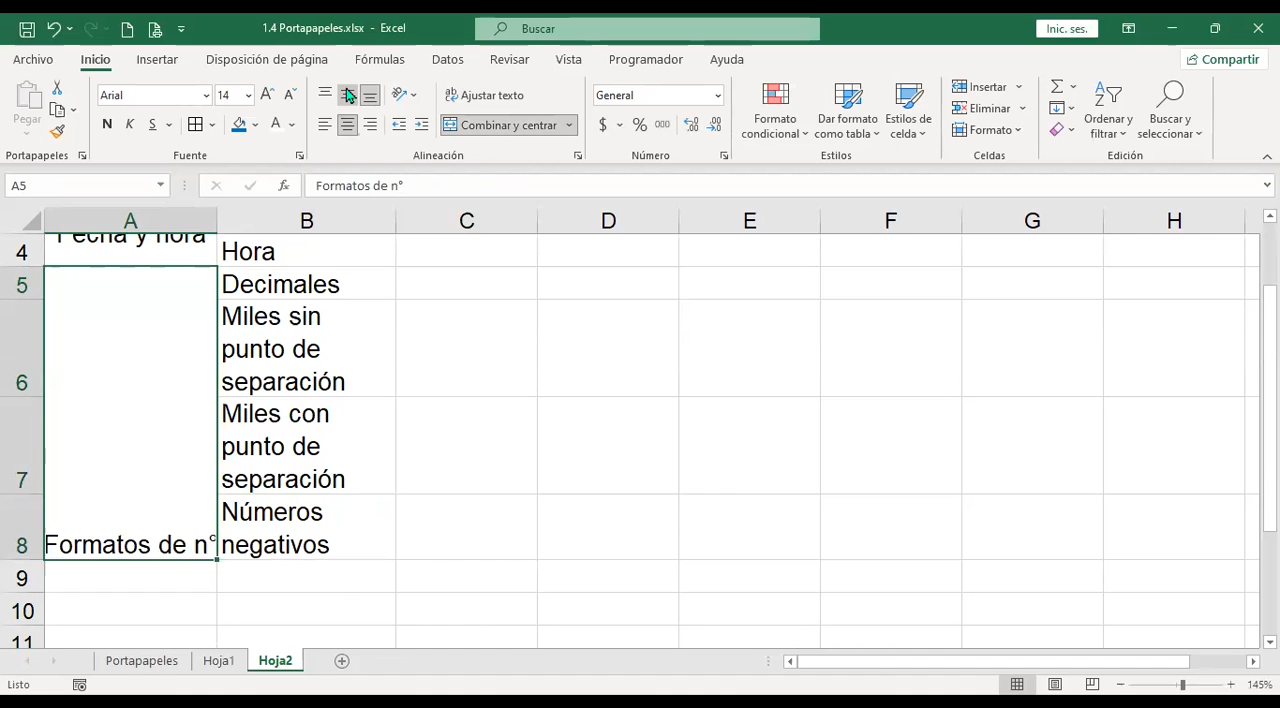 1.4 Portapapeles.xlsx - Excel
Buscar
Inic. ses.
Archivo Inicio Insertar Disposición de página Fórmulas Datos Revisar Vista Programador Ayuda
Compartir
Pegar
Portapapeles
Arial 14 A^ A˅
N K S A
Fuente
ab Ajustar texto
Combinar y centrar
Alineación
General
$ % 000
Número
Formato condicional
Dar formato como tabla
Estilos de celda
Estilos
Insertar
Eliminar
Formato
Celdas
Ordenar y filtrar
Buscar y seleccionar
Edición
A5 fx Formatos de n°
A B C D E F G H
4 Fecha y hora Hora
5 Decimales
Miles sin
punto de
6 separación
Miles con
punto de
7 separación
Números
8 Formatos de n° negativos
9
10
11
Portapapeles Hoja1 Hoja2
Listo
145%